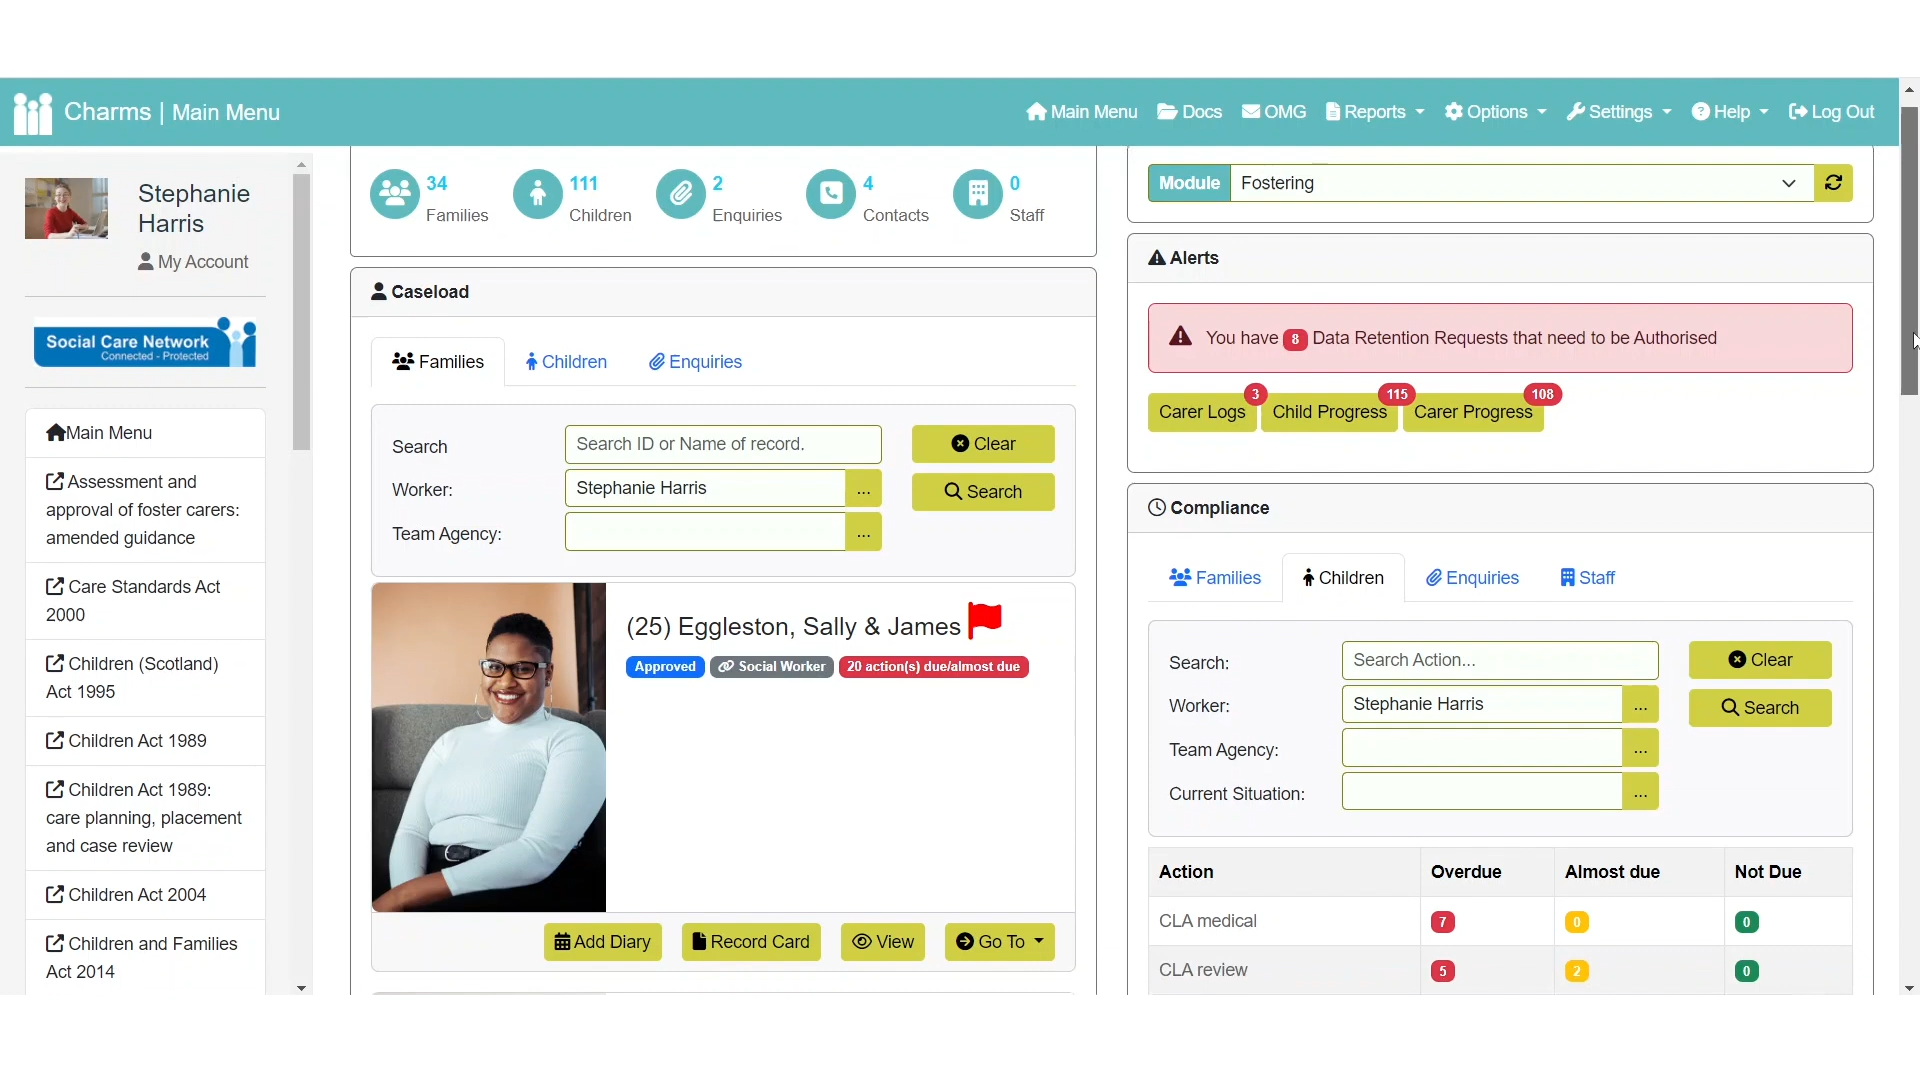 Charms | Main Menu
Main Menu
Docs
OMG
Reports
Options
Settings
Help
Log Out
Stephanie
Harris
My Account
Social Care Network
Connected - Protected
Main Menu
Assessment and
approval of foster carers:
amended guidance
Care Standards Act
2000
Children (Scotland)
Act 1995
Children Act 1989
Children Act 1989:
care planning, placement
and case review
Children Act 2004
Children and Families
Act 2014
34
Families
111
Children
2
Enquiries
4
Contacts
0
Staff
Caseload
Families
Children
Enquiries
Search
Search ID or Name of record.
Clear
Worker:
Stephanie Harris
...
Search
Team Agency:
...
(25) Eggleston, Sally & James
Approved
Social Worker
20 action(s) due/almost due
Add Diary
Record Card
View
Go To
Module
Fostering
Alerts
You have 8 Data Retention Requests that need to be Authorised
Carer Logs 3
Child Progress 115
Carer Progress 108
Compliance
Families
Children
Enquiries
Staff
Search:
Search Action...
Clear
Worker:
Stephanie Harris
...
Search
Team Agency:
...
Current Situation:
...
Action Overdue Almost due Not Due
CLA medical 7 0 0
CLA review 5 2 0